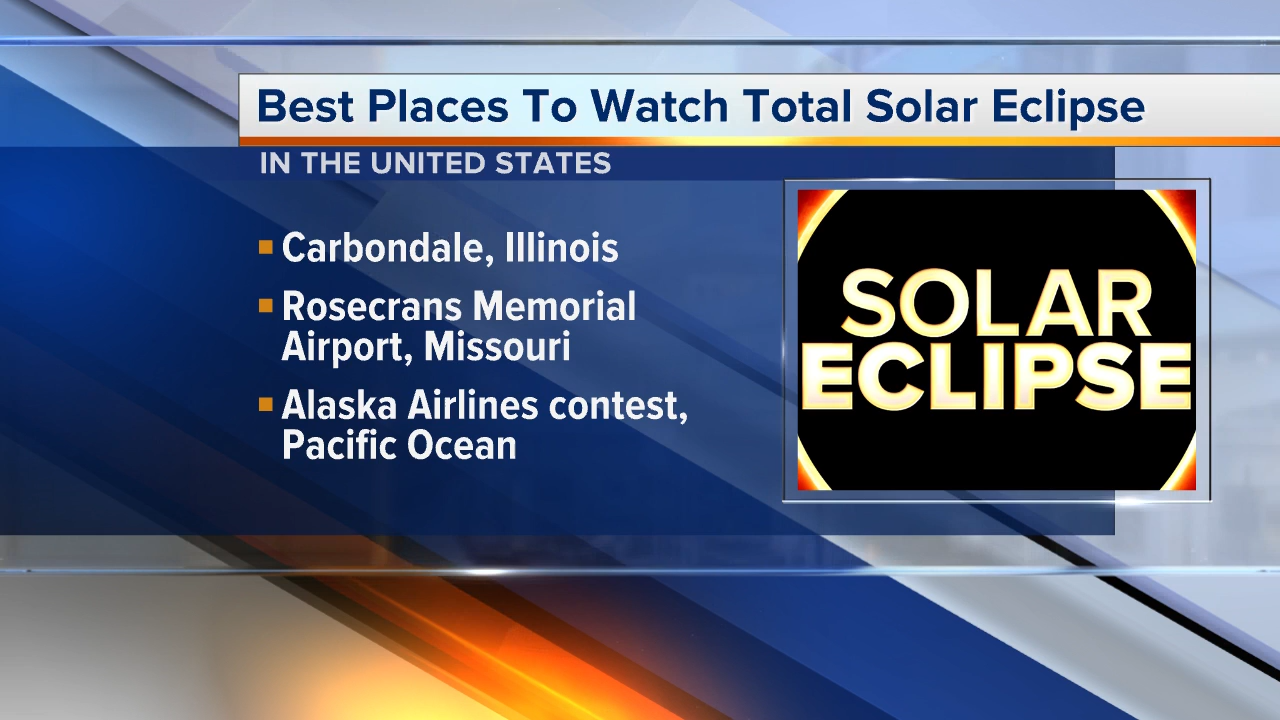 Best Places To Watch Total Solar Eclipse
IN THE UNITED STATES
Carbondale, Illinois
Rosecrans Memorial
Airport, Missouri
Alaska Airlines contest,
Pacific Ocean
SOLAR
ECLIPSE